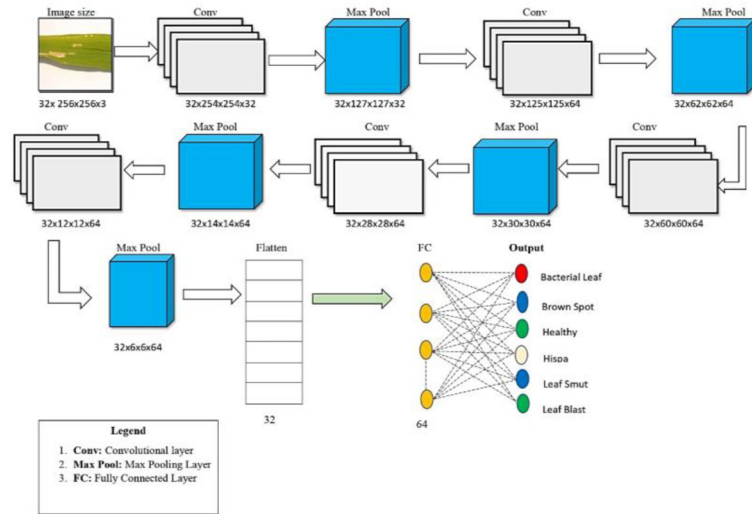 Image size
Conv
Max Pool
Conv
Max Pool
32x 256x256x3
32x254x254x32
32x127x127x32
32x125x125x64
32x62x62x64
Conv
Max Pool
Conv
Max Pool
Conv
32x12x12x64
32x14x14x64
32x28x28x64
32x30x30x64
32x60x60x64
Max Pool
Flatten
FC
Output
Bacterial Leaf
Brown Spot
Healthy
Hispa
Leaf Smut
Leaf Blast
32x6x6x64
32
64
Legend
1. Conv: Convolutional layer
2. Max Pool: Max Pooling Layer
3. FC: Fully Connected Layer